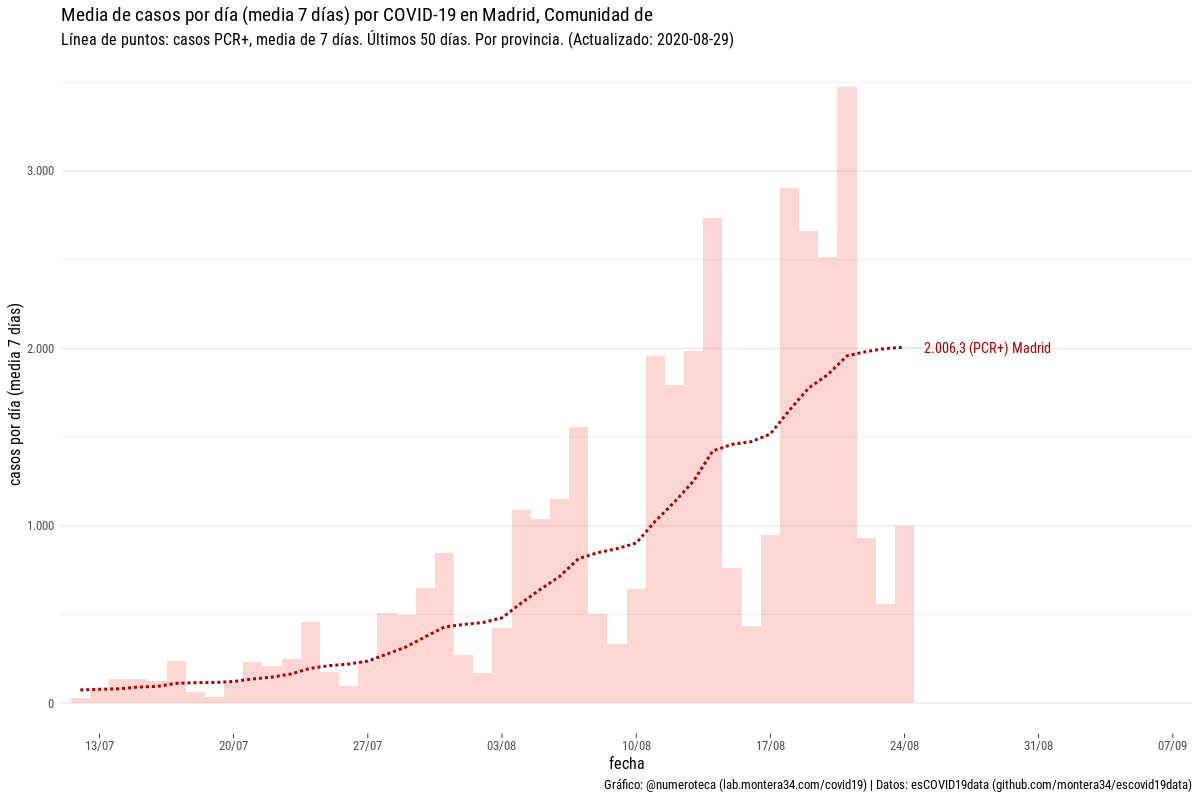 Media de casos por día (media 7 días) por COVID-19 en Madrid, Comunidad de
Línea de puntos: casos PCR+, media de 7 días. Últimos 50 días. Por provincia. (Actualizado: 2020-08-29)
casos por día (media 7 días)
3.000
2.000
1.000
0
2.006,3 (PCR+) Madrid
13/07
20/07
27/07
03/08
10/08
17/08
24/08
31/08
07/09
fecha
Gráfico: @numeroteca (lab.montera34.com/covid19) | Datos: esCOVID19data (github.com/montera34/escovid19data)